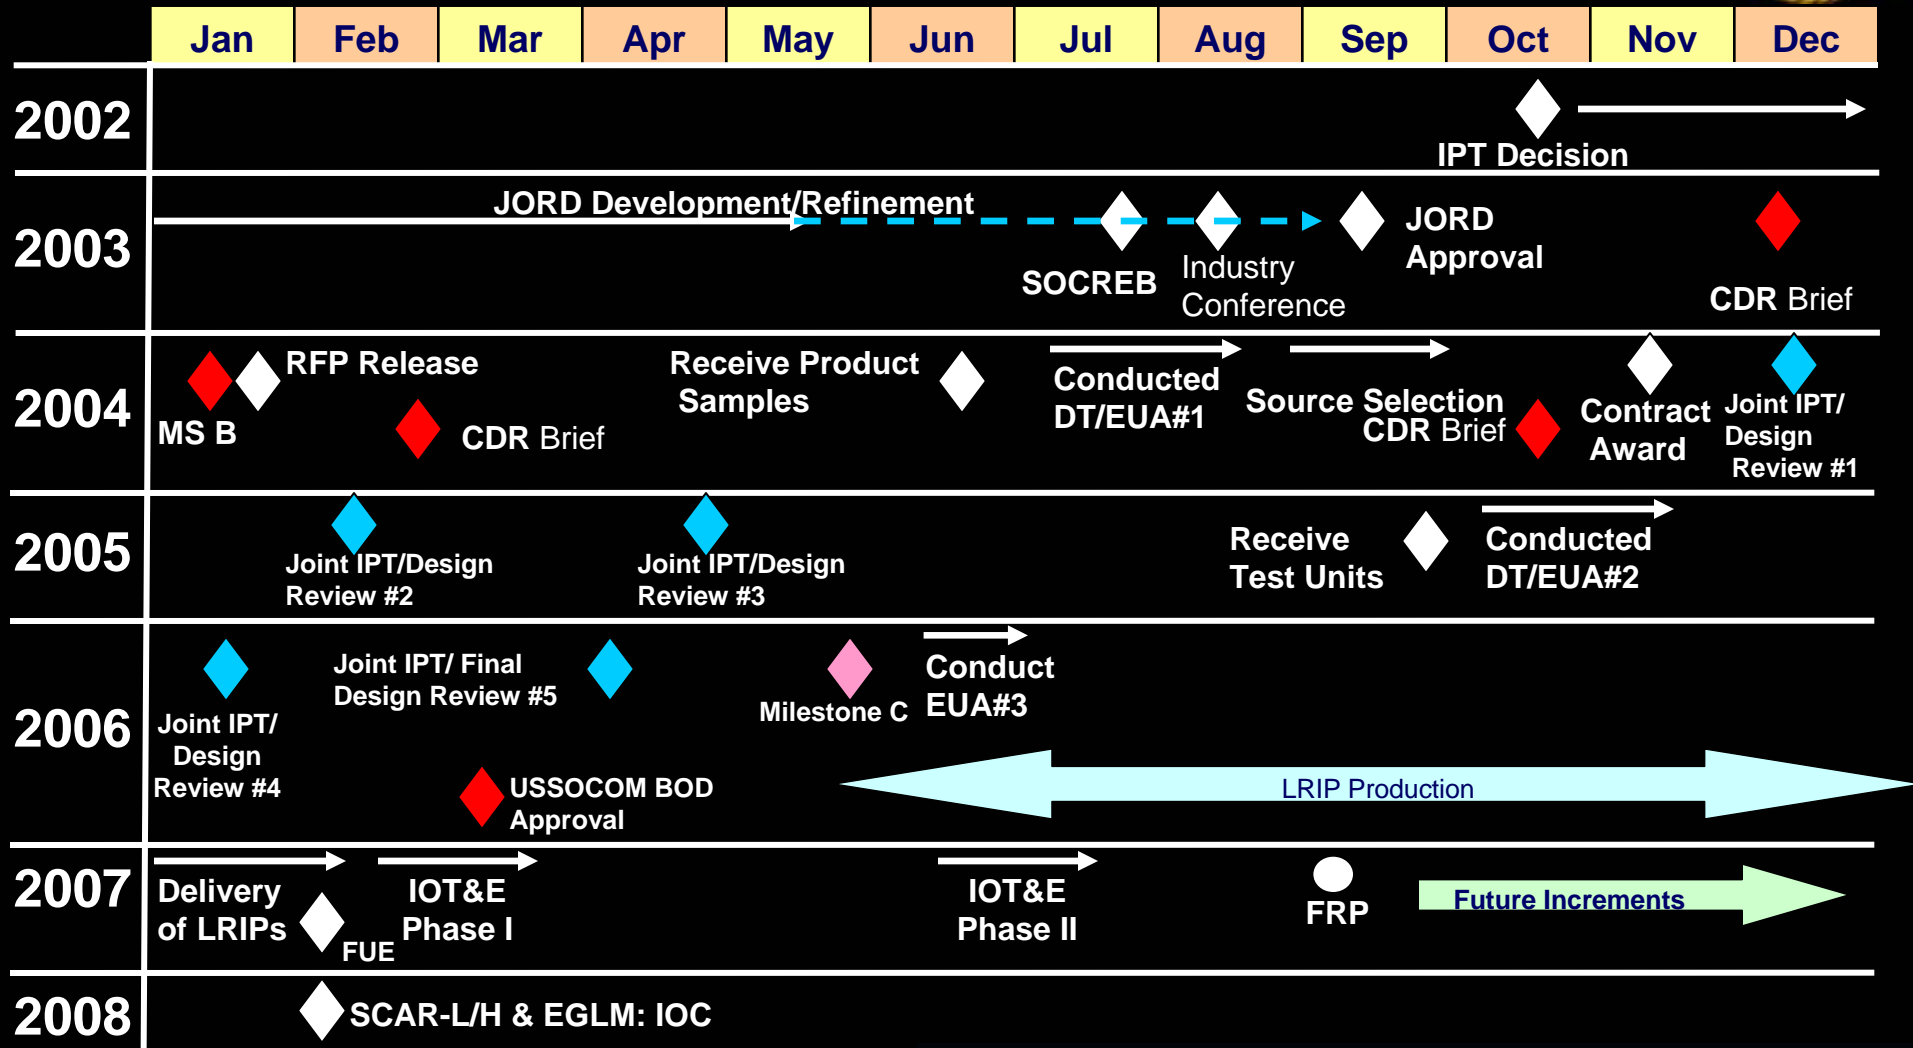 Jan Feb Mar Apr May Jun Jul Aug Sep Oct Nov Dec
2002
IPT Decision
2003
JORD Development/Refinement
SOCREB
Industry
Conference
JORD
Approval
CDR Brief
2004
MS B
RFP Release
CDR Brief
Receive Product
Samples
Conducted
DT/EUA#1
Source Selection
CDR Brief
Contract
Award
Joint IPT/
Design
Review #1
2005
Joint IPT/Design
Review #2
Joint IPT/Design
Review #3
Receive
Test Units
Conducted
DT/EUA#2
2006
Joint IPT/
Design
Review #4
Joint IPT/ Final
Design Review #5
USSOCOM BOD
Approval
Milestone C
Conduct
EUA#3
LRIP Production
2007
Delivery
of LRIPs
FUE
IOT&E
Phase I
IOT&E
Phase II
FRP
Future Increments
2008
SCAR-L/H & EGLM: IOC